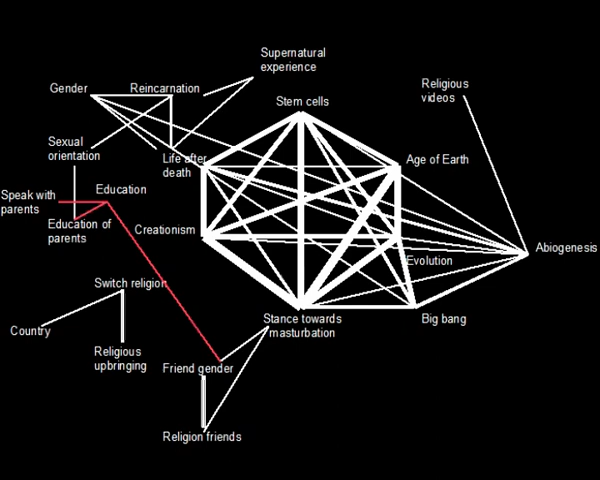 Supernatural
experience
Gender
Reincarnation
Religious
videos
Stem cells
Sexual
orientation
Life after
death
Age of Earth
Education
Speak with
parents
Education of
parents
Creationism
Abiogenesis
Evolution
Switch religion
Stance towards
masturbation
Big bang
Country
Religious
upbringing
Friend gender
Religion friends